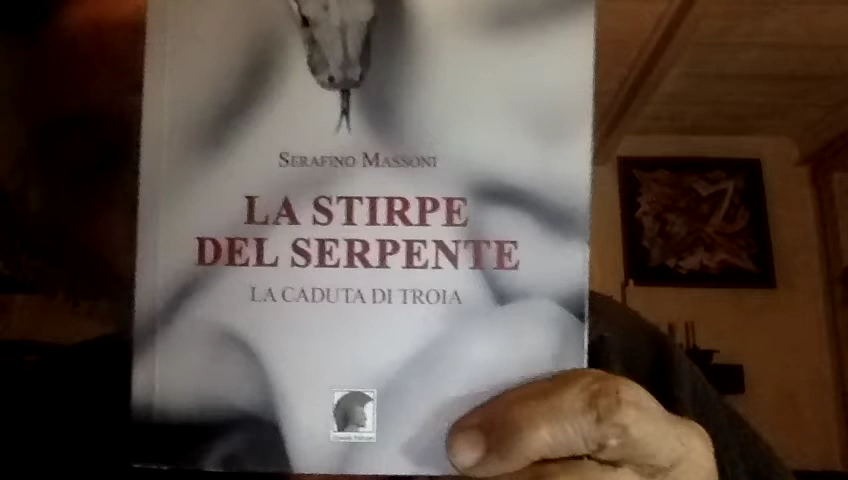 SERAFINO MASSONI
LA STIRPE
DEL SERPENTE
LA CADUTA DI TROIA